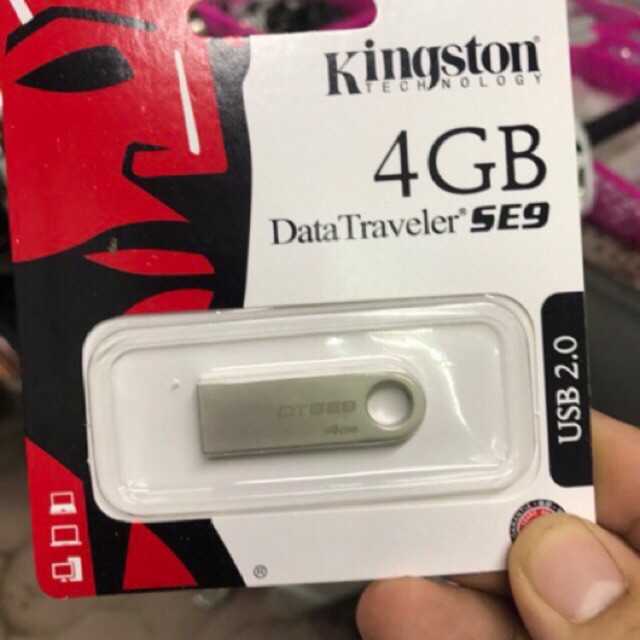 Kingston
TECHNOLOGY
4GB
DataTraveler® SE9
USB 2.0
DTSE9
4GB
®